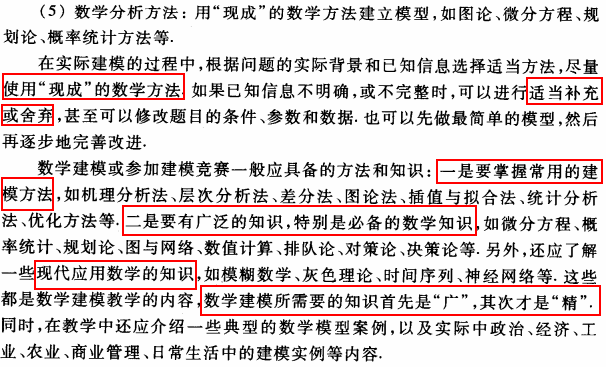 （5）数学分析方法：用“现成”的数学方法建立模型，如图论、微分方程、规
划论、概率统计方法等.
在实际建模的过程中，根据问题的实际背景和已知信息选择适当方法，尽量
使用“现成”的数学方法.如果已知信息不明确，或不完整时，可以进行适当补充
或舍弃，甚至可以修改题目的条件、参数和数据.也可以先做最简单的模型，然后
再逐步地完善改进.
数学建模或参加建模竞赛一般应具备的方法和知识：一是要掌握常用的建
模方法，如机理分析法、层次分析法、差分法、图论法、插值与拟合法、统计分析
法、优化方法等.二是要有广泛的知识，特别是必备的数学知识，如微分方程、概
率统计、规划论、图与网络、数值计算、排队论、对策论、决策论等.另外，还应了解
一些现代应用数学的知识，如模糊数学、灰色理论、时间序列、神经网络等.这些
都是数学建模教学的内容，数学建模所需要的知识首先是“广”，其次才是“精”.
同时，在教学中还应介绍一些典型的数学模型案例，以及实际中政治、经济、工
业、农业、商业管理、日常生活中的建模实例等内容.